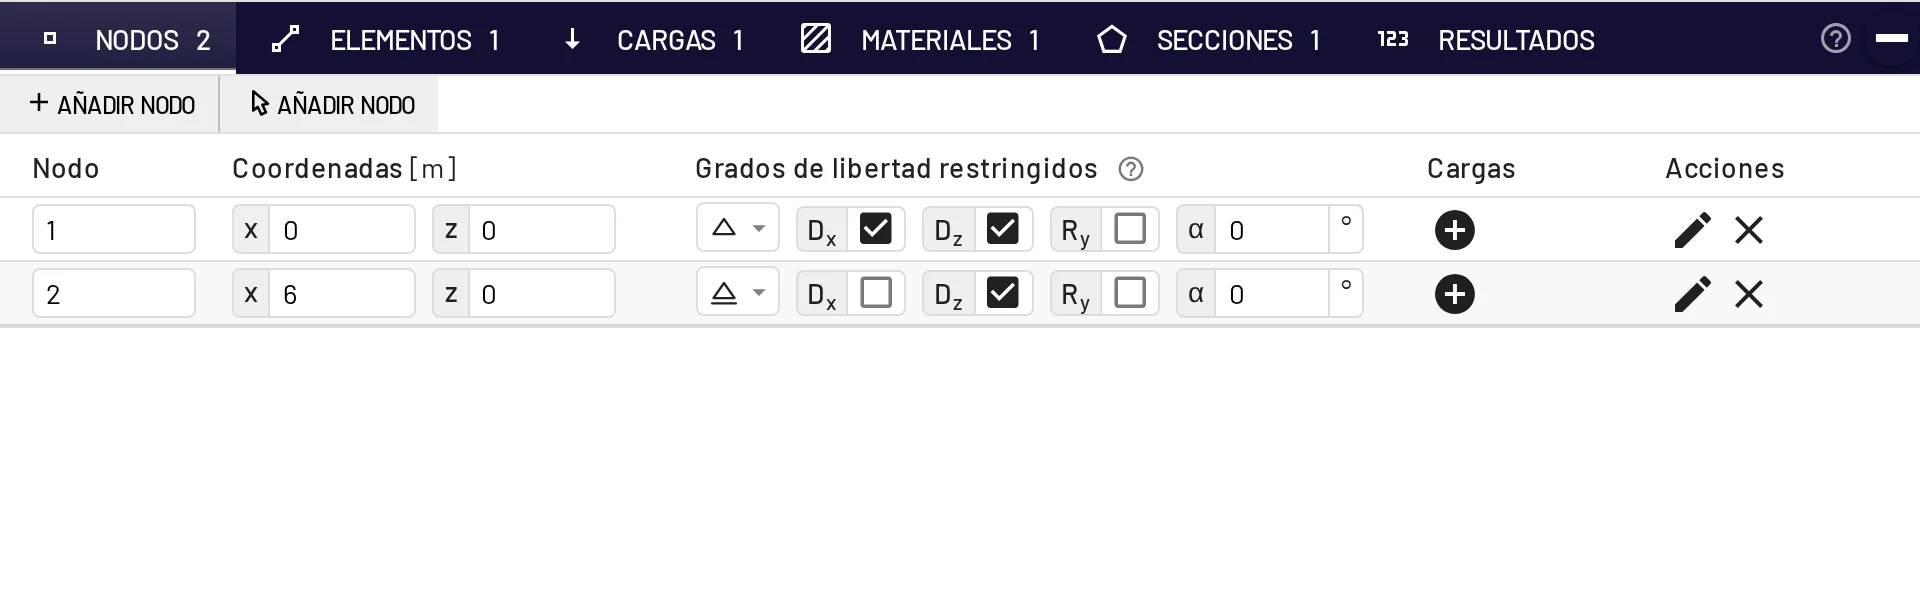 NODOS 2 ELEMENTOS 1 CARGAS 1 MATERIALES 1 SECCIONES 1 123 RESULTADOS ?
+ AÑADIR NODO AÑADIR NODO
Nodo Coordenadas [m] Grados de libertad restringidos ? Cargas Acciones
1 x 0 z 0 Dx Dz Ry α 0 °
2 x 6 z 0 Dx Dz Ry α 0 °